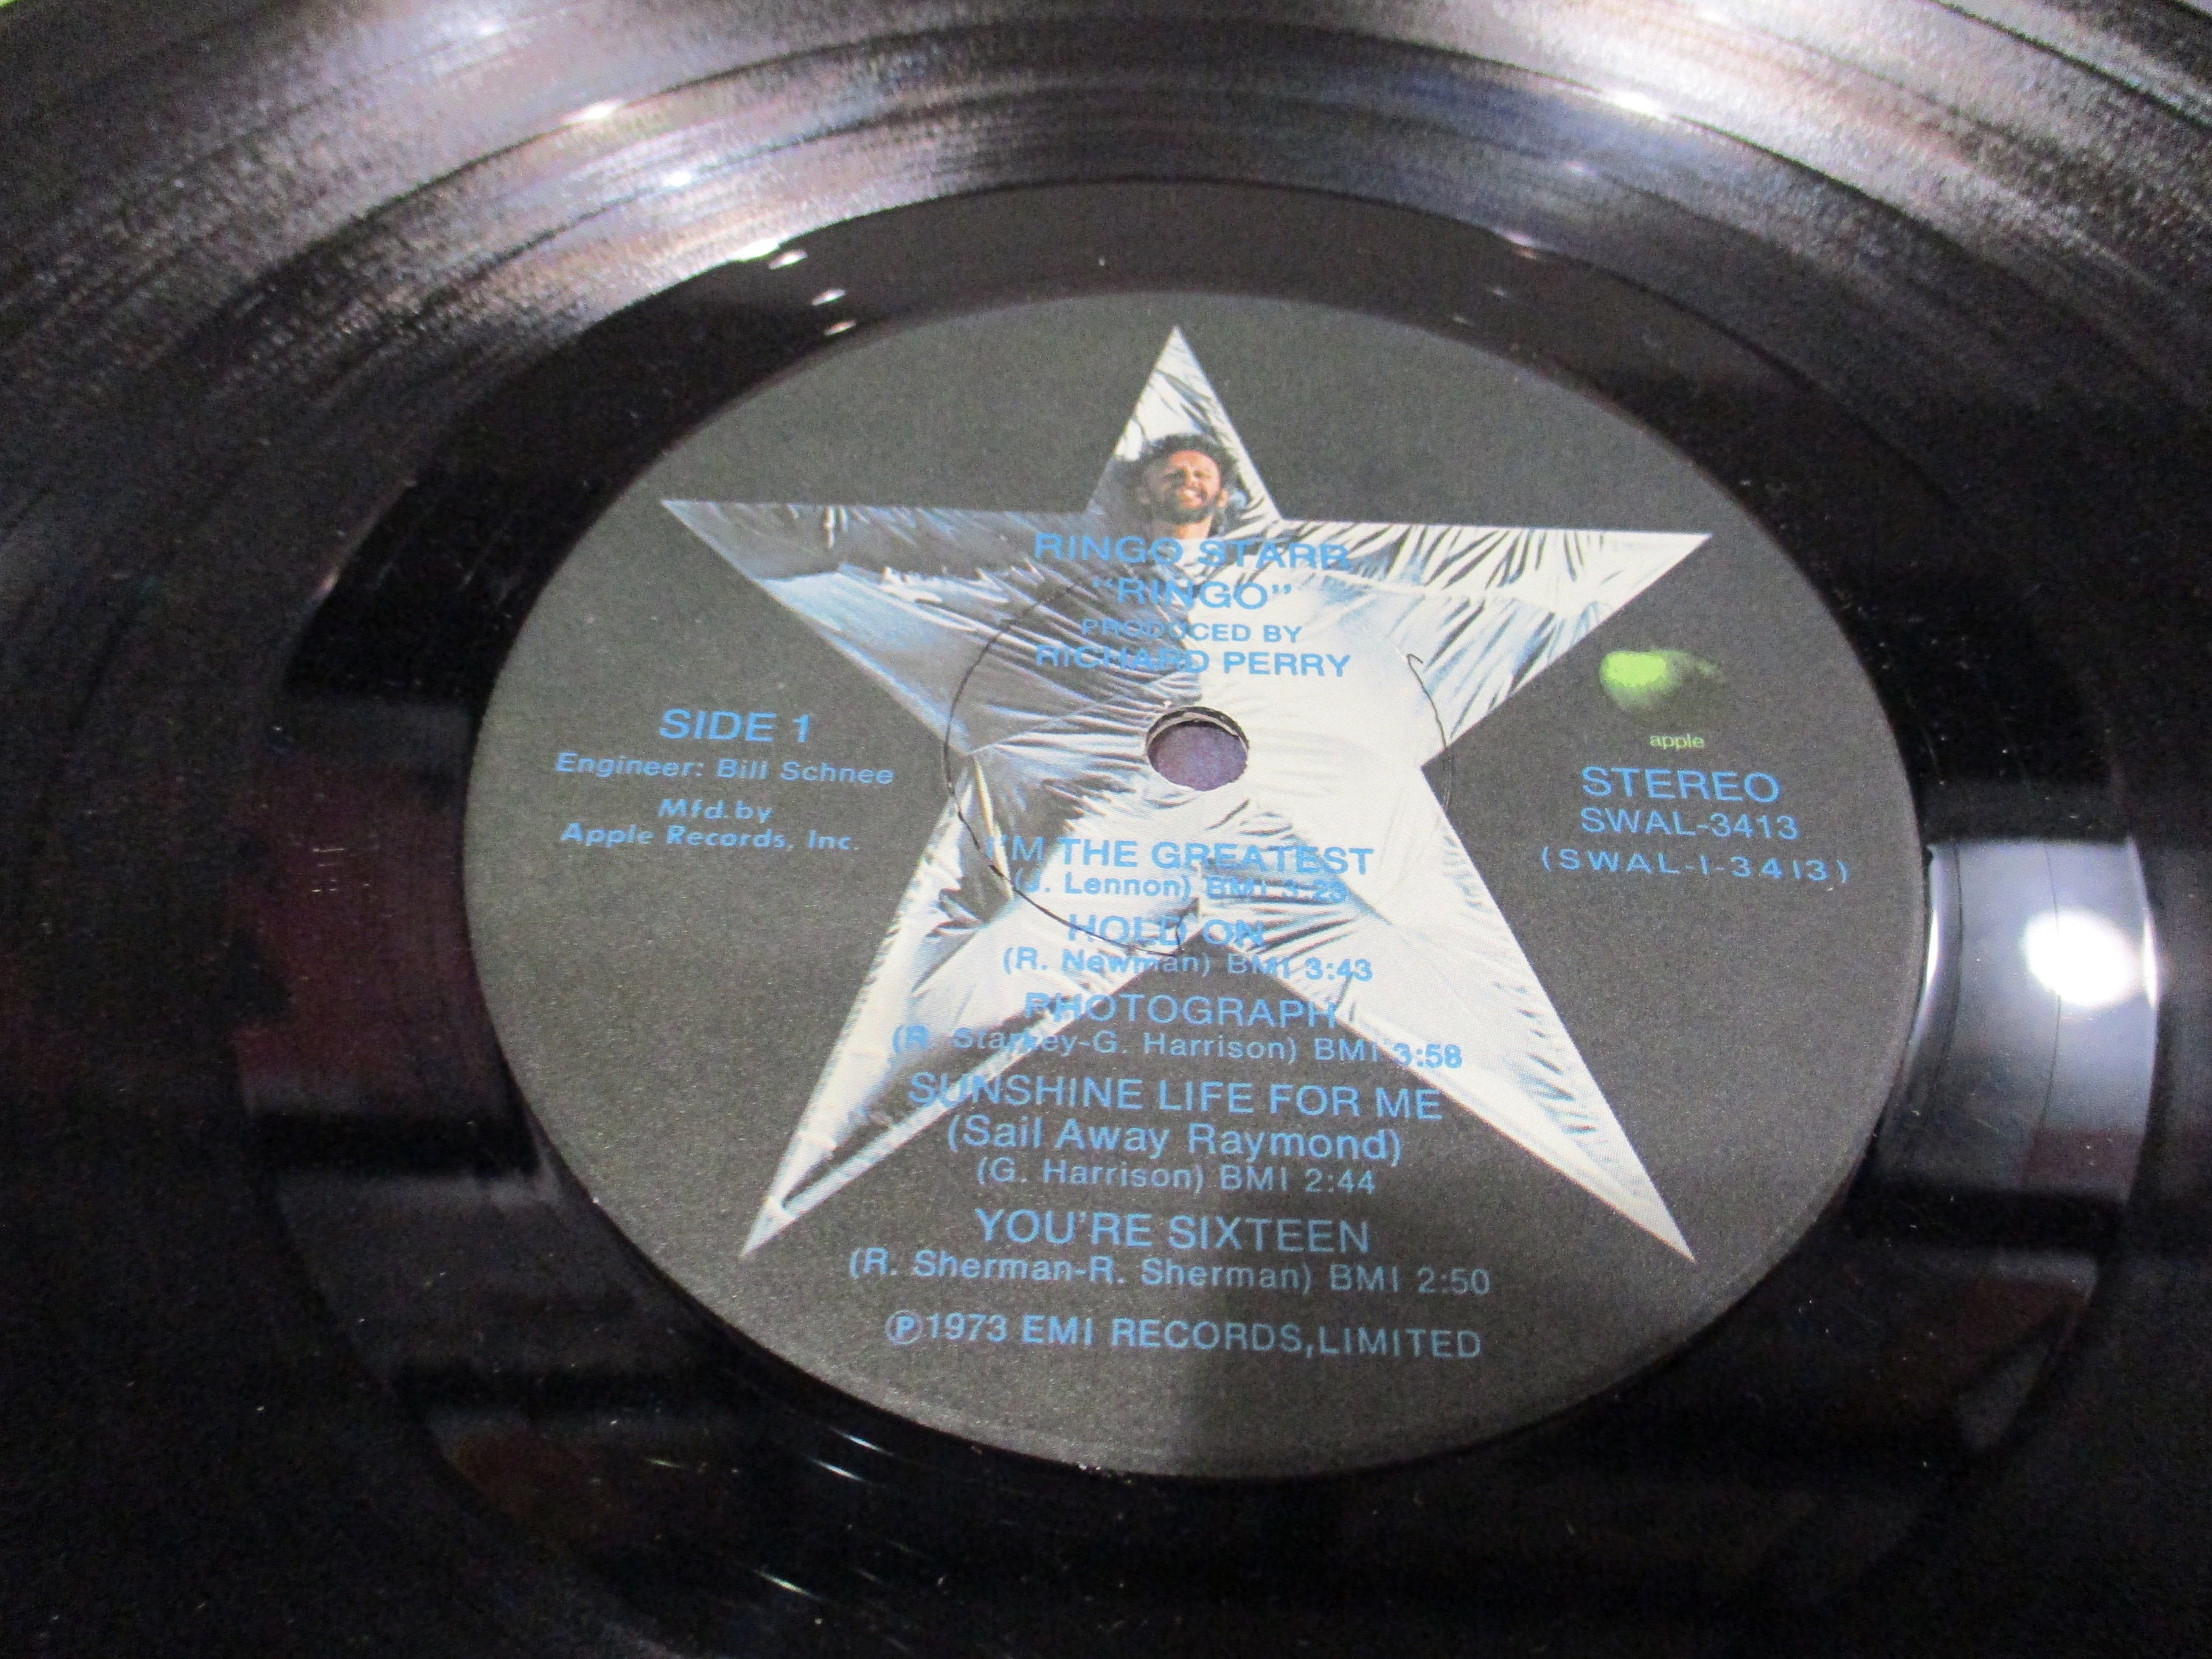 RINGO STARR
"RINGO"
PRODUCED BY
RICHARD PERRY
SIDE 1
Engineer: Bill Schnee
Mfd. by
Apple Records, Inc.
apple
STEREO
SWAL-3413
(SWAL-1-3413)
I'M THE GREATEST
(J. Lennon) BMI 3:23
HOLD ON
(R. Newman) BMI 3:43
PHOTOGRAPH
(R. Starkey-G. Harrison) BMI 3:58
SUNSHINE LIFE FOR ME
(Sail Away Raymond)
(G. Harrison) BMI 2:44
YOU'RE SIXTEEN
(R. Sherman-R. Sherman) BMI 2:50
Ⓟ1973 EMI RECORDS, LIMITED